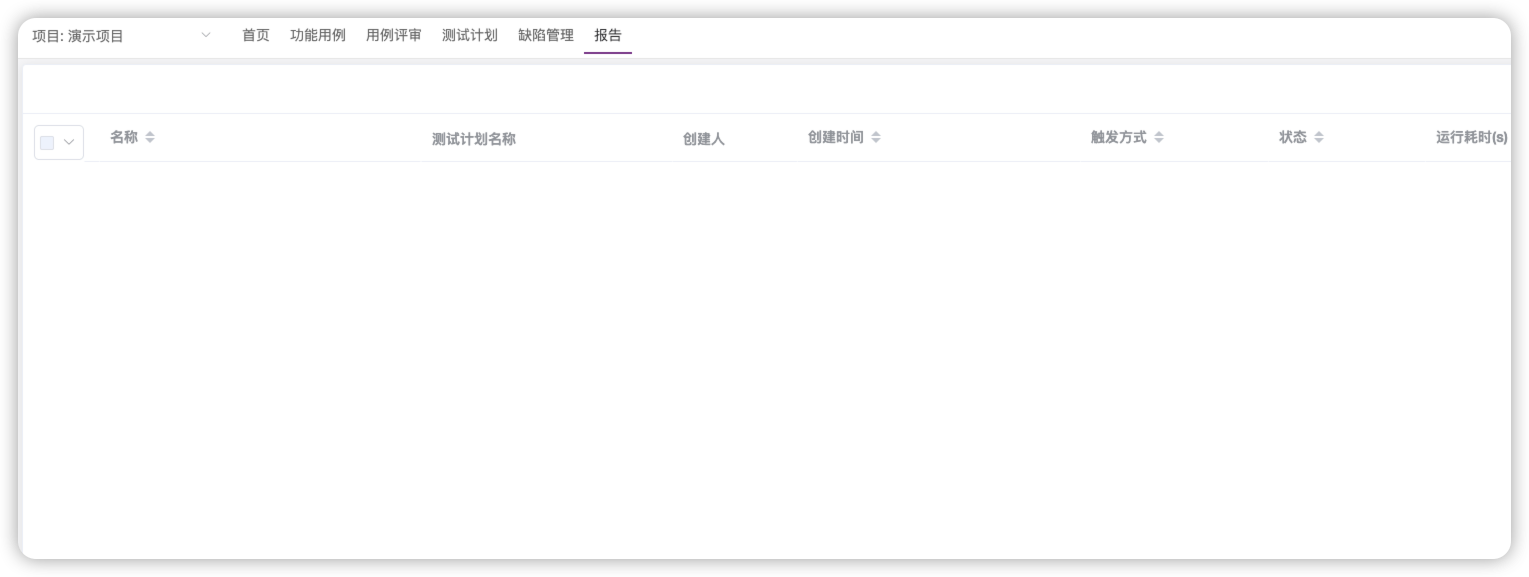 项目: 演示项目 首页 功能用例 用例评审 测试计划 缺陷管理 报告
名称 测试计划名称 创建人 创建时间 触发方式 状态 运行耗时(s)